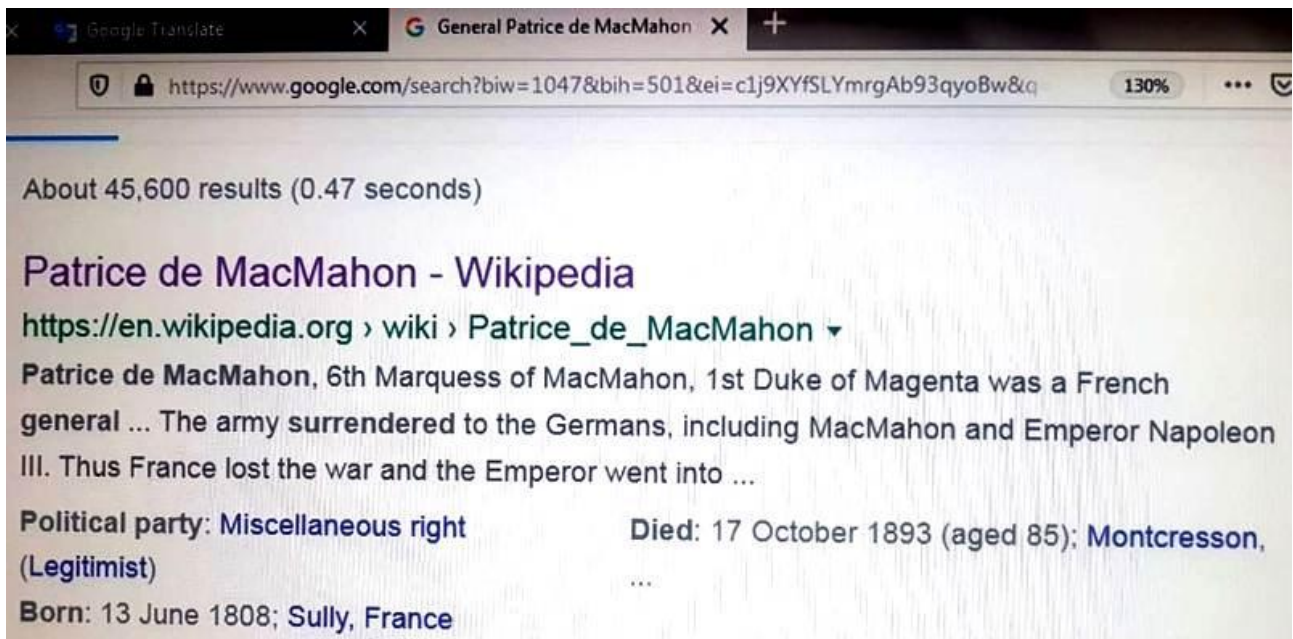 Google Translate
General Patrice de MacMahon
https://www.google.com/search?biw=1047&bih=501&ei=c1j9XYfSLYmrgAb93qyoBw&q
130%
About 45,600 results (0.47 seconds)
Patrice de MacMahon - Wikipedia
https://en.wikipedia.org › wiki › Patrice_de_MacMahon
Patrice de MacMahon, 6th Marquess of MacMahon, 1st Duke of Magenta was a French
general ... The army surrendered to the Germans, including MacMahon and Emperor Napoleon
III. Thus France lost the war and the Emperor went into ...
Political party: Miscellaneous right
(Legitimist)
Died: 17 October 1893 (aged 85); Montcresson,
...
Born: 13 June 1808; Sully, France